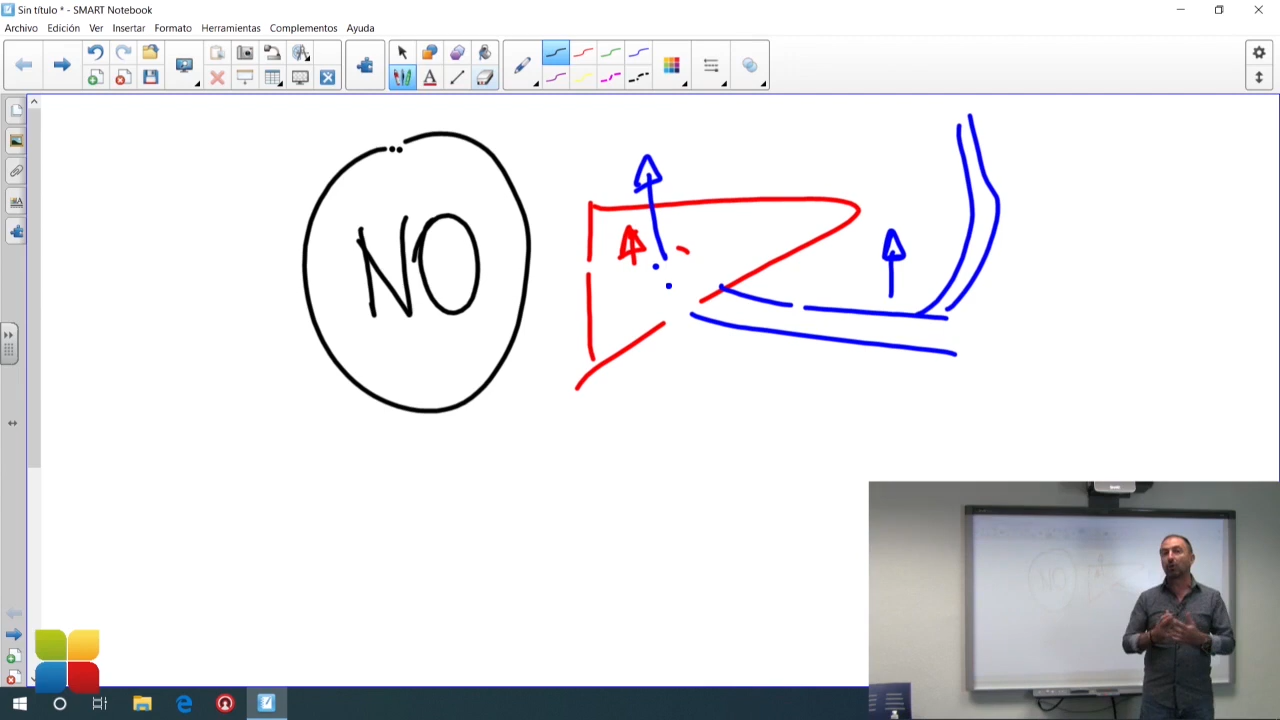 Sin título * - SMART Notebook
Archivo Edición Ver Insertar Formato Herramientas Complementos Ayuda
NO